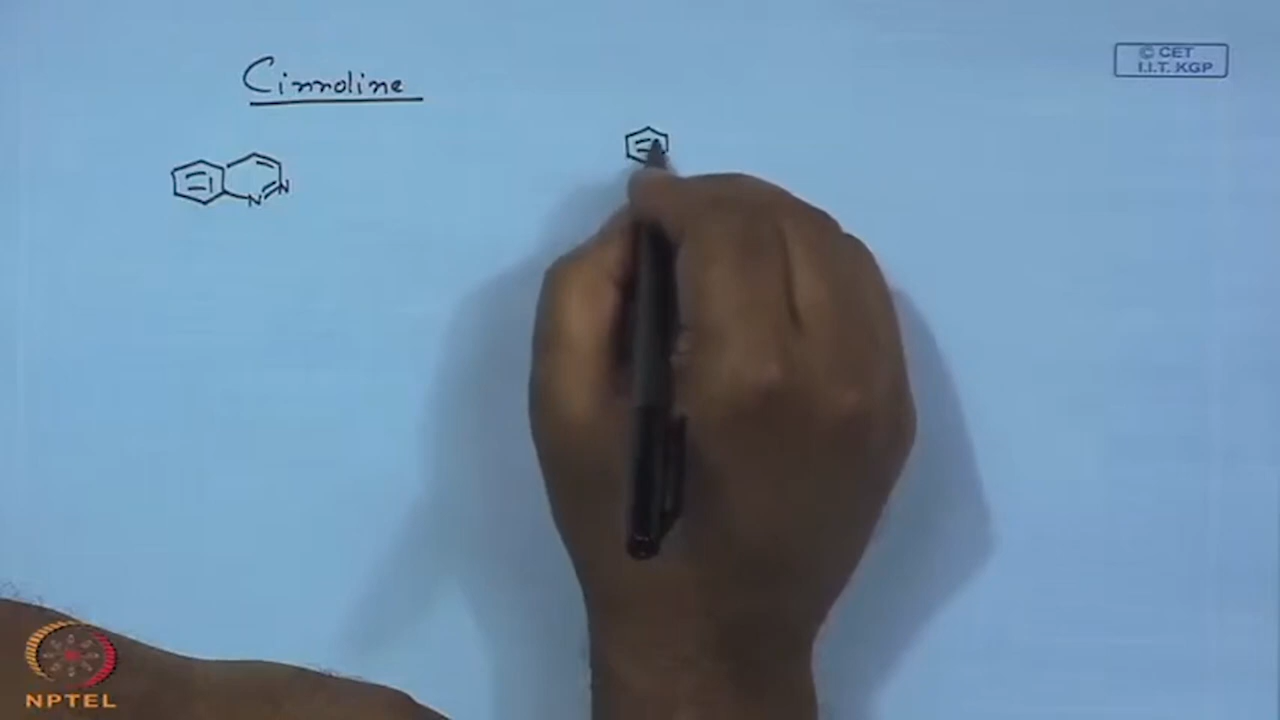 Cinnoline
© CET
I.I.T. KGP
N
N
NPTEL